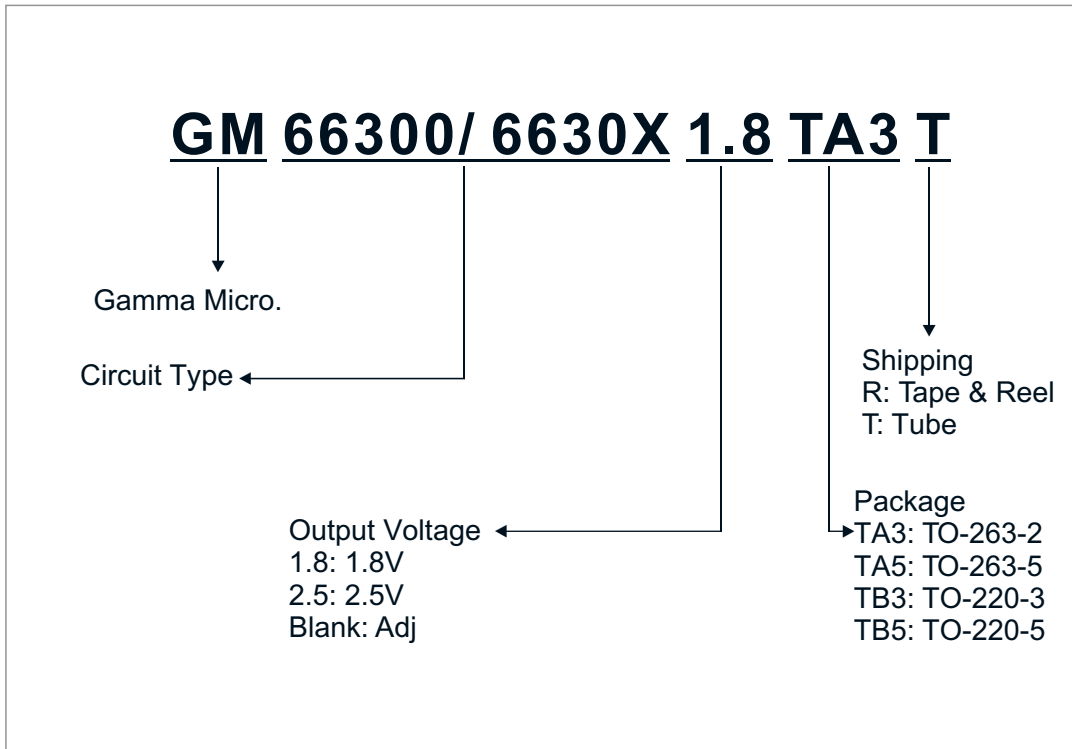 GM 66300/ 6630X 1.8 TA3 T
Gamma Micro.
Circuit Type
Shipping
R: Tape & Reel
T: Tube
Output Voltage
1.8: 1.8V
2.5: 2.5V
Blank: Adj
Package
TA3: TO-263-2
TA5: TO-263-5
TB3: TO-220-3
TB5: TO-220-5